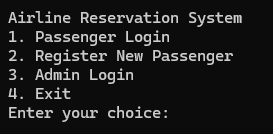 Airline Reservation System
1. Passenger Login
2. Register New Passenger
3. Admin Login
4. Exit
Enter your choice: